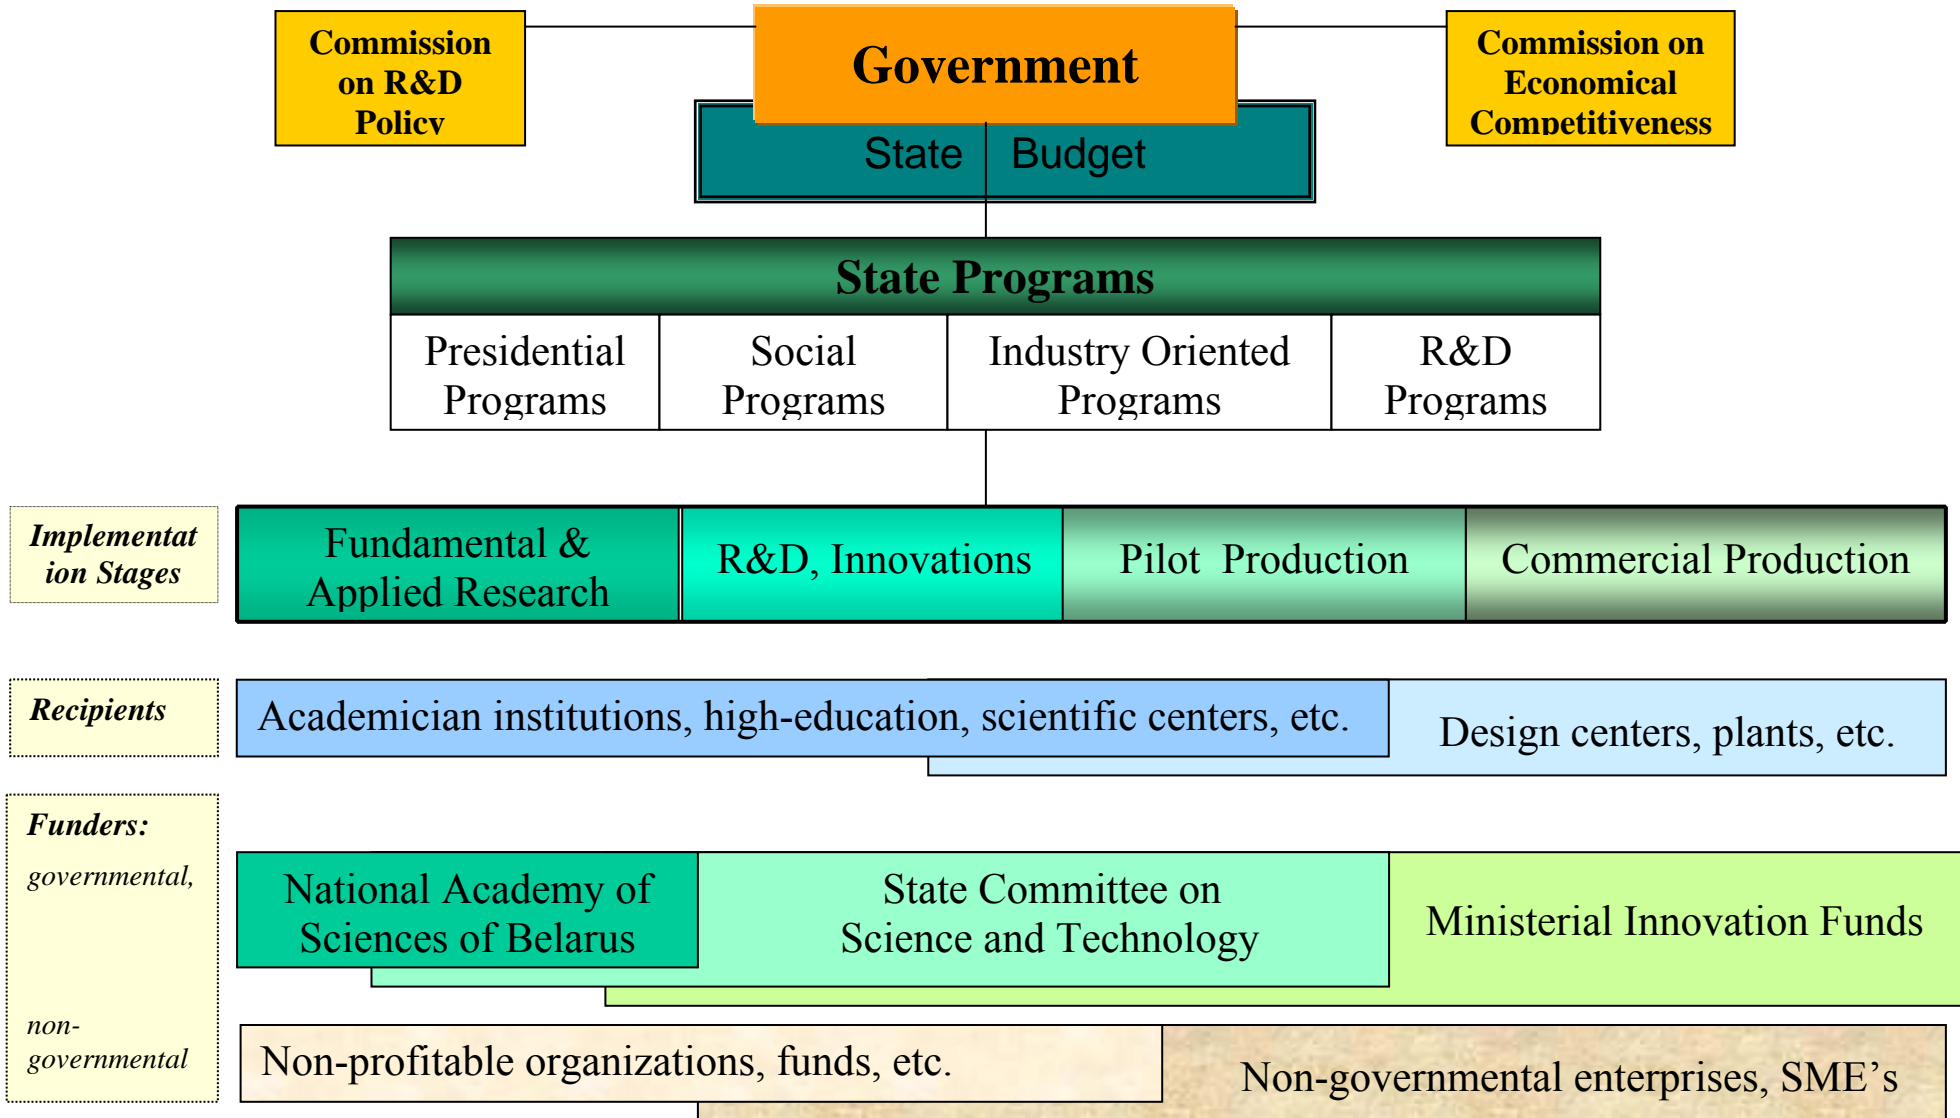 Commission
on R&D
Policy
Government
Commission on
Economical
Competitiveness
State Budget
State Programs
Presidential
Programs
Social
Programs
Industry Oriented
Programs
R&D
Programs
Implementat
ion Stages
Fundamental &
Applied Research
R&D, Innovations
Pilot Production
Commercial Production
Recipients
Academician institutions, high-education, scientific centers, etc.
Design centers, plants, etc.
Funders:
governmental,
National Academy of
Sciences of Belarus
State Committee on
Science and Technology
Ministerial Innovation Funds
non-
governmental
Non-profitable organizations, funds, etc.
Non-governmental enterprises, SME’s